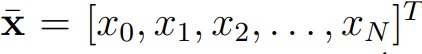 x̄ = [x₀, x₁, x₂, . . . , x_N]ᵀ